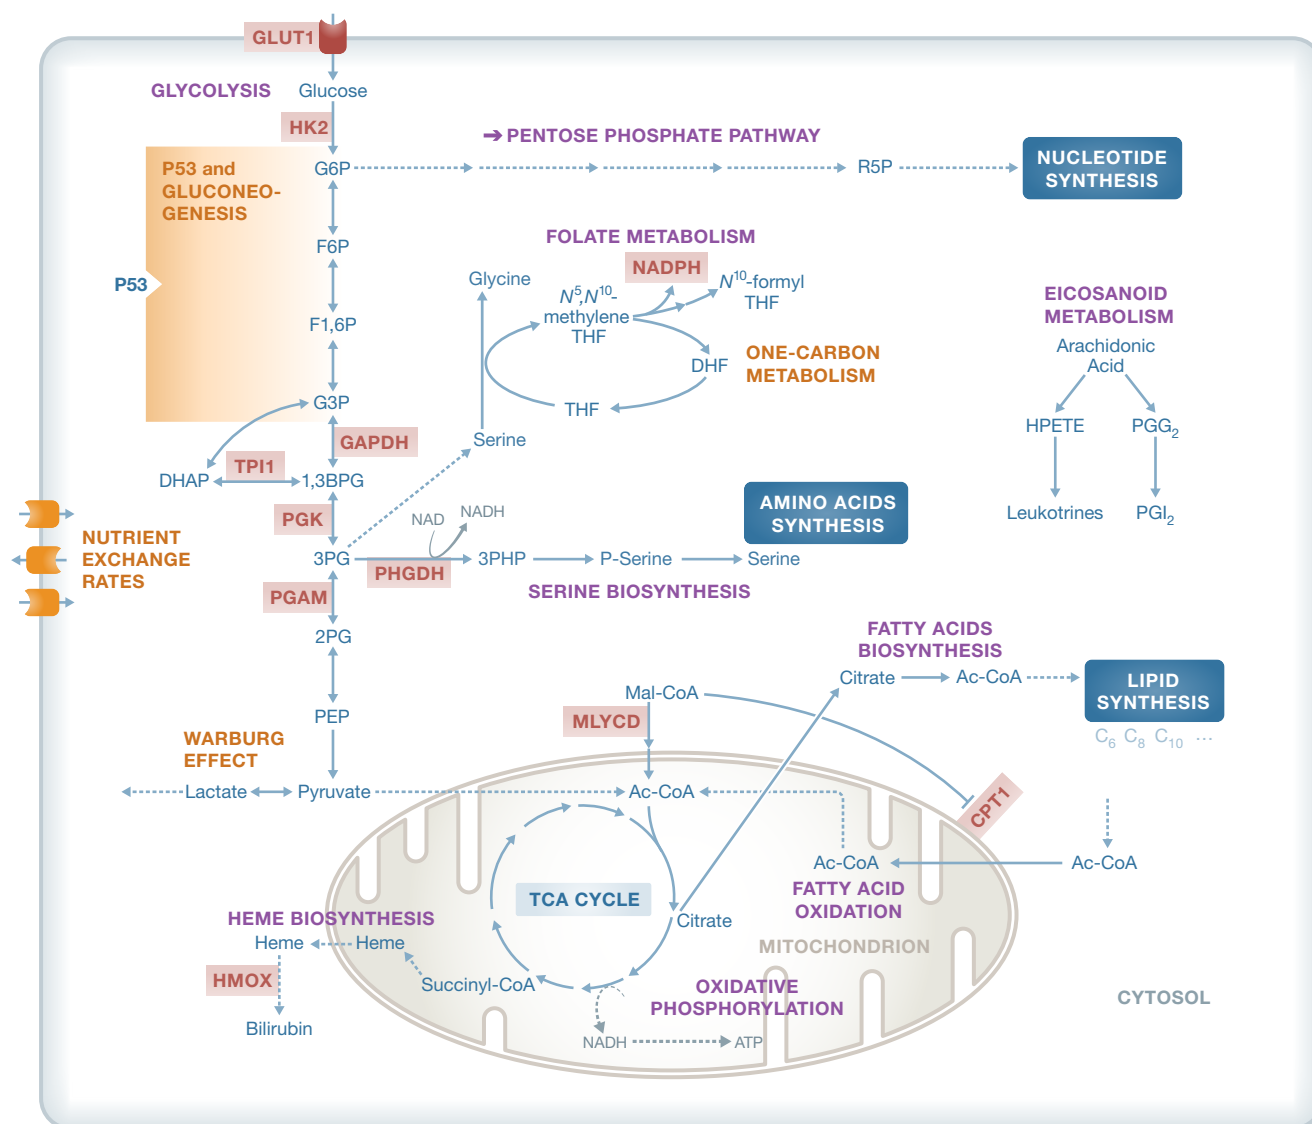 GLUT1
GLYCOLYSIS
Glucose
HK2
➔ PENTOSE PHOSPHATE PATHWAY
P53 and
GLUCONEO-
GENESIS
G6P
R5P
NUCLEOTIDE
SYNTHESIS
F6P
P53
F1,6P
G3P
FOLATE METABOLISM
Glycine
NADPH
N5,N10-
methylene
THF
N10-formyl
THF
DHF
ONE-CARBON
METABOLISM
THF
Serine
EICOSANOID
METABOLISM
Arachidonic
Acid
HPETE
PGG2
Leukotrines
PGI2
GAPDH
DHAP
TPI1
1,3BPG
PGK
NUTRIENT
EXCHANGE
RATES
3PG
NAD
NADH
PHGDH
3PHP
P-Serine
Serine
AMINO ACIDS
SYNTHESIS
SERINE BIOSYNTHESIS
PGAM
2PG
PEP
WARBURG
EFFECT
Lactate
Pyruvate
Mal-CoA
MLYCD
Ac-CoA
FATTY ACIDS
BIOSYNTHESIS
Citrate
Ac-CoA
LIPID
SYNTHESIS
C6 C8 C10 ...
CPT1
Ac-CoA
Ac-CoA
FATTY ACID
OXIDATION
TCA CYCLE
Citrate
MITOCHONDRION
HEME BIOSYNTHESIS
Heme
Heme
HMOX
Succinyl-CoA
Bilirubin
OXIDATIVE
PHOSPHORYLATION
NADH
ATP
CYTOSOL